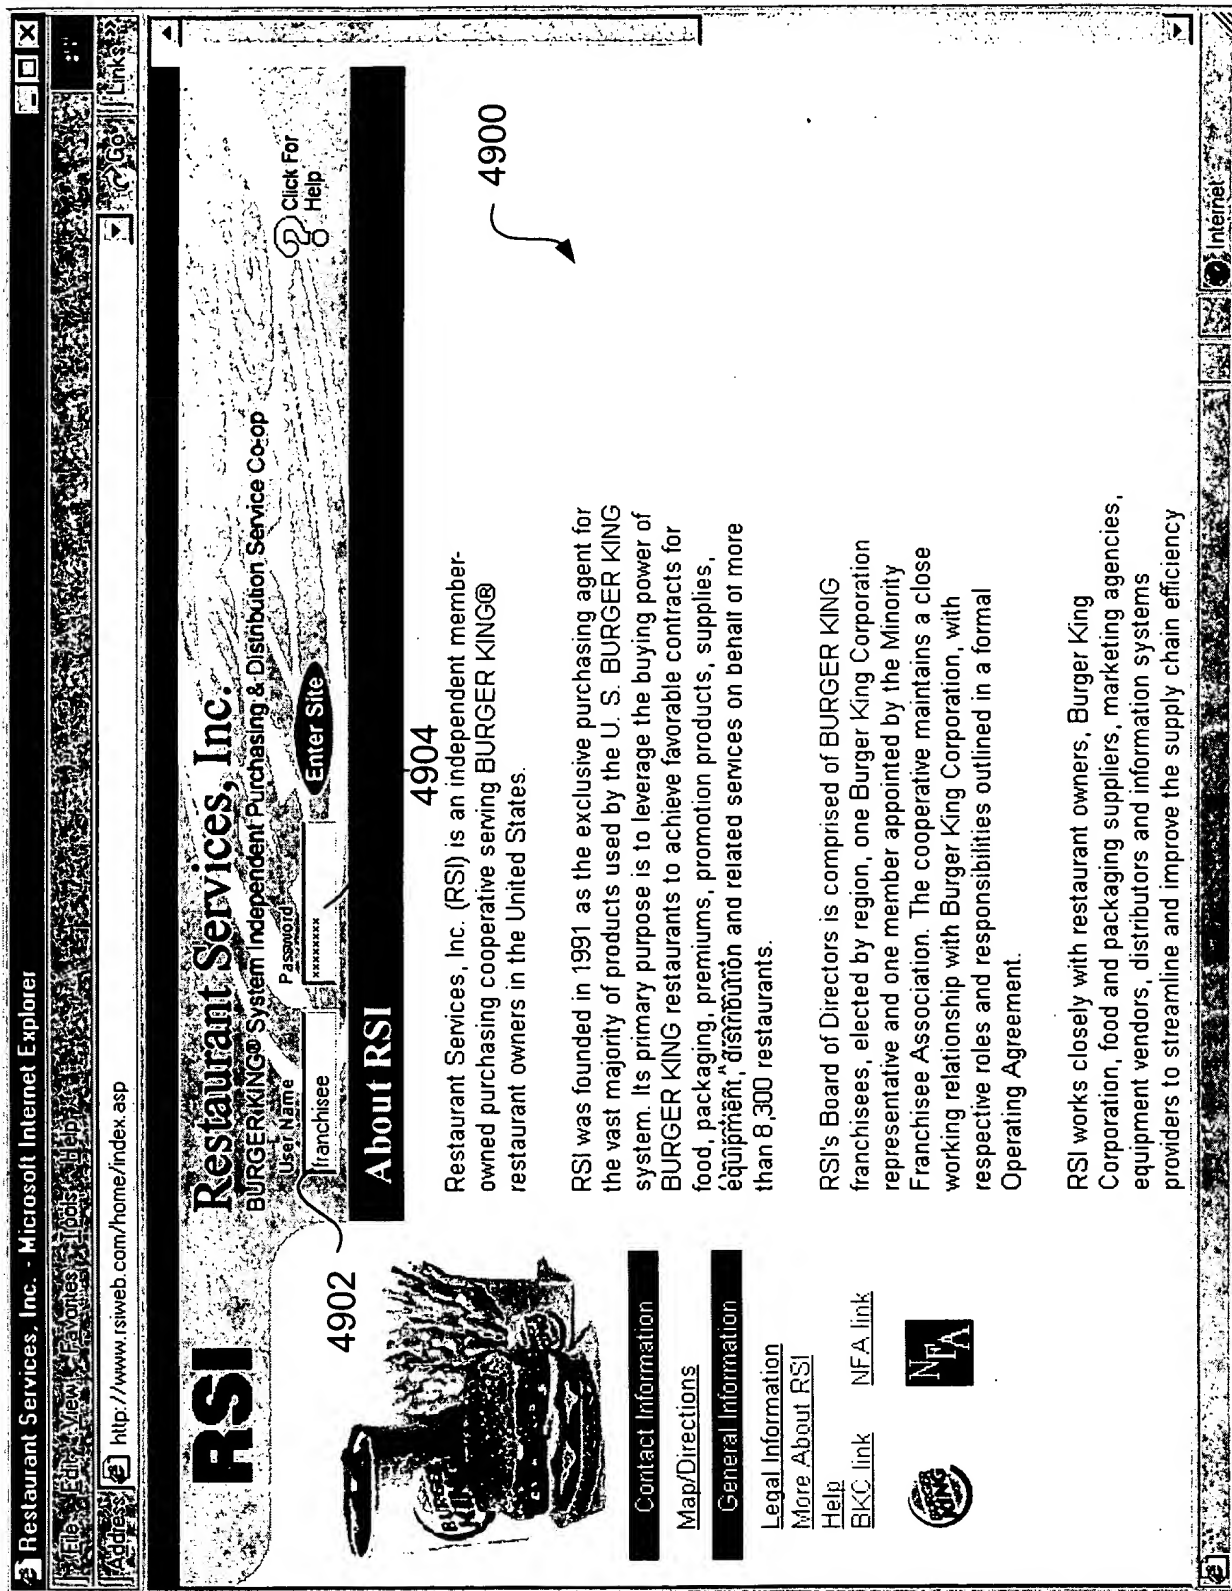 Restaurant Services, Inc. - Microsoft Internet Explorer
File Edit View Favorites Tools Help
Address http://www.rsiweb.com/home/index.asp Go Links »
RSI
Restaurant Services, Inc.
BURGER KING® System Independent Purchasing & Distribution Service Co-op
User Name Password
franchisee xxxxxxxx Enter Site
Click For
Help
4902
4904
4900
About RSI
BURGER
KING
Contact Information
Map/Directions
General Information
Legal Information
More About RSI
Help
BKC link NFA link
BURGER
KING
NFA
Restaurant Services, Inc. (RSI) is an independent member-
owned purchasing cooperative serving BURGER KING®
restaurant owners in the United States.
RSI was founded in 1991 as the exclusive purchasing agent for
the vast majority of products used by the U. S. BURGER KING
system. Its primary purpose is to leverage the buying power of
BURGER KING restaurants to achieve favorable contracts for
food, packaging, premiums, promotion products, supplies,
equipment, distribution and related services on behalf of more
than 8,300 restaurants.
RSI's Board of Directors is comprised of BURGER KING
franchisees, elected by region, one Burger King Corporation
representative and one member appointed by the Minority
Franchisee Association. The cooperative maintains a close
working relationship with Burger King Corporation, with
respective roles and responsibilities outlined in a formal
Operating Agreement.
RSI works closely with restaurant owners, Burger King
Corporation, food and packaging suppliers, marketing agencies,
equipment vendors, distributors and information systems
providers to streamline and improve the supply chain efficiency
Internet